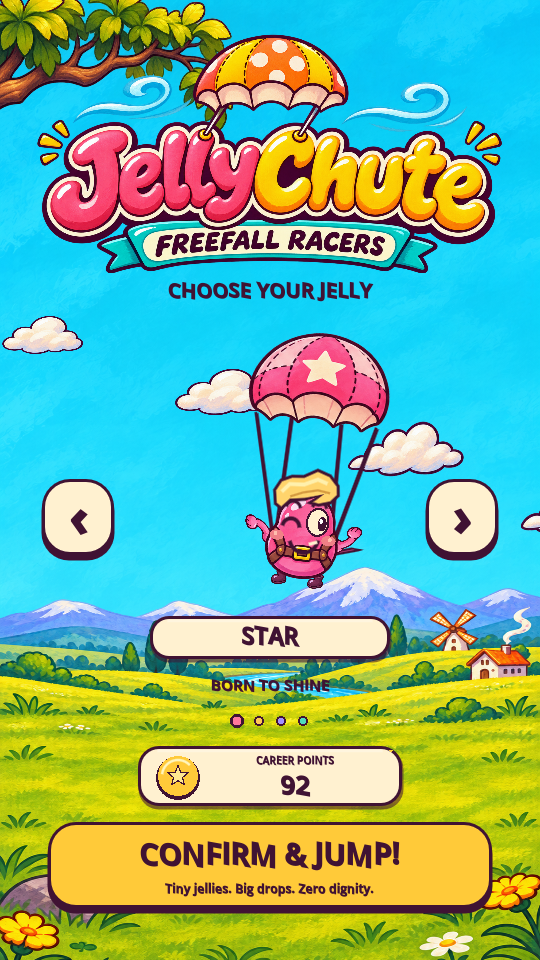 JellyChute
FREEFALL RACERS
CHOOSE YOUR JELLY
‹ ›
STAR
BORN TO SHINE
CAREER POINTS
92
CONFIRM & JUMP!
Tiny jellies. Big drops. Zero dignity.